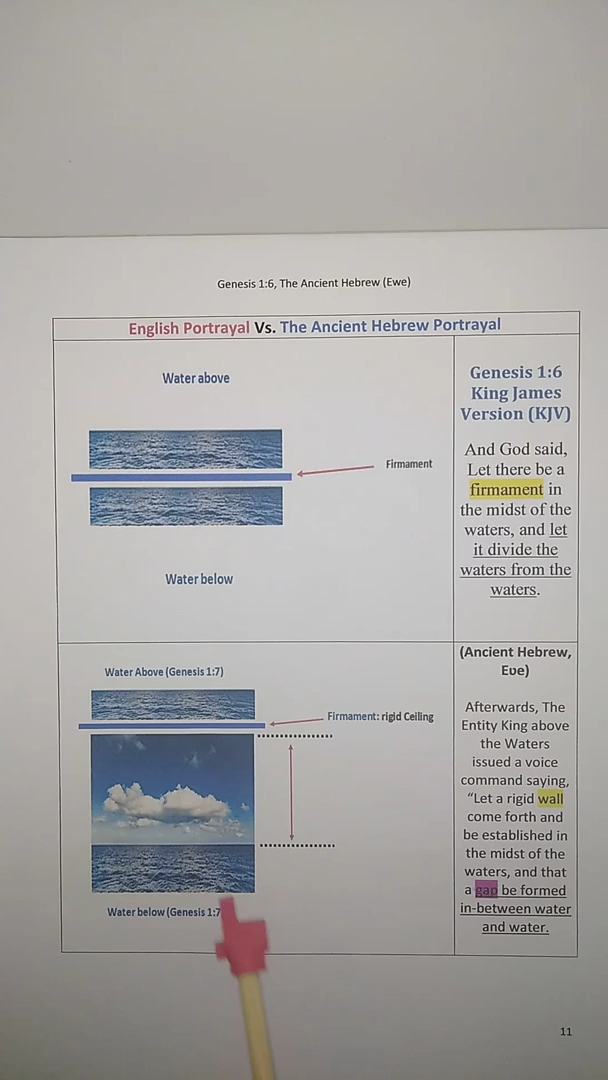 Genesis 1:6, The Ancient Hebrew (Ewe)
English Portrayal Vs. The Ancient Hebrew Portrayal
Water above
Firmament
Water below
Genesis 1:6
King James
Version (KJV)
And God said,
Let there be a
firmament in
the midst of the
waters, and let
it divide the
waters from the
waters.
Water Above (Genesis 1:7)
Firmament: rigid Ceiling
Water below (Genesis 1:7
(Ancient Hebrew,
Eʋe)
Afterwards, The
Entity King above
the Waters
issued a voice
command saying,
“Let a rigid wall
come forth and
be established in
the midst of the
waters, and that
a gap be formed
in-between water
and water.
11